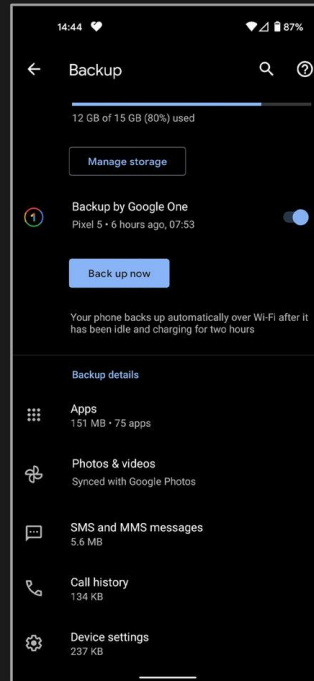 14:44 87%
Backup
12 GB of 15 GB (80%) used
Manage storage
Backup by Google One
Pixel 5 • 6 hours ago, 07:53
Back up now
Your phone backs up automatically over Wi-Fi after it
has been idle and charging for two hours
Backup details
Apps
151 MB • 75 apps
Photos & videos
Synced with Google Photos
SMS and MMS messages
5.6 MB
Call history
134 KB
Device settings
237 KB